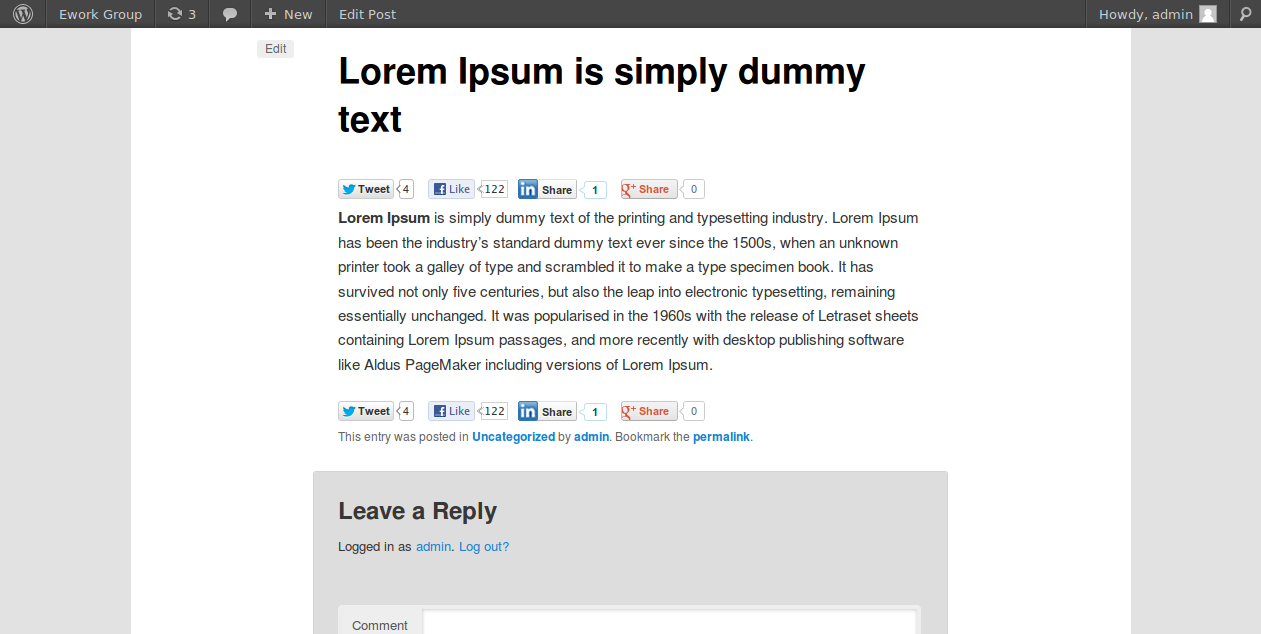 Ework Group 3 New Edit Post Howdy, admin
Edit
Lorem Ipsum is simply dummy
text
Tweet 4 Like 122 in Share 1 g+ Share 0
Lorem Ipsum is simply dummy text of the printing and typesetting industry. Lorem Ipsum
has been the industry’s standard dummy text ever since the 1500s, when an unknown
printer took a galley of type and scrambled it to make a type specimen book. It has
survived not only five centuries, but also the leap into electronic typesetting, remaining
essentially unchanged. It was popularised in the 1960s with the release of Letraset sheets
containing Lorem Ipsum passages, and more recently with desktop publishing software
like Aldus PageMaker including versions of Lorem Ipsum.
Tweet 4 Like 122 in Share 1 g+ Share 0
This entry was posted in Uncategorized by admin. Bookmark the permalink.
Leave a Reply
Logged in as admin. Log out?
Comment